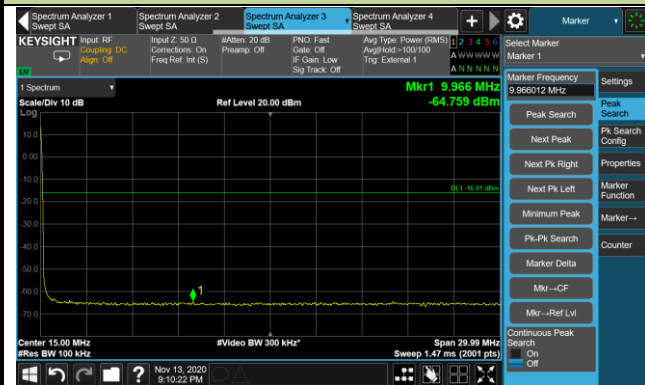 Spectrum Analyzer 1
Swept SA
Spectrum Analyzer 2
Swept SA
Spectrum Analyzer 3
Swept SA
Spectrum Analyzer 4
Swept SA
Marker
KEYSIGHT
Input: RF
Coupling: DC
Align: Off
Input Z: 50 Ω
Corrections: On
Freq Ref: Int (S)
#Atten: 20 dB
Preamp: Off
PNO: Fast
Gate: Off
IF Gain: Low
Sig Track: Off
Avg Type: Power (RMS)
Avg|Hold:>100/100
Trig: External 1
1 2 3 4 5 6
A W W W W W
A N N N N N
Select Marker
Marker 1
1 Spectrum
Mkr1 9.966 MHz
Scale/Div 10 dB
Ref Level 20.00 dBm
-64.759 dBm
Log
10.0
0.00
-10.0
-20.0
-30.0
-40.0
-50.0
-60.0
-70.0
DL1 -16.01 dBm
1
Center 15.00 MHz
#Video BW 300 kHz*
Span 29.99 MHz
#Res BW 100 kHz
Sweep 1.47 ms (2001 pts)
Marker Frequency
9.966012 MHz
Peak Search
Next Peak
Next Pk Right
Next Pk Left
Minimum Peak
Pk-Pk Search
Marker Delta
Mkr→CF
Mkr→Ref Lvl
Continuous Peak
Search
On
Off
Settings
Peak
Search
Pk Search
Config
Properties
Marker
Function
Marker→
Counter
Nov 13, 2020
9:10:22 PM